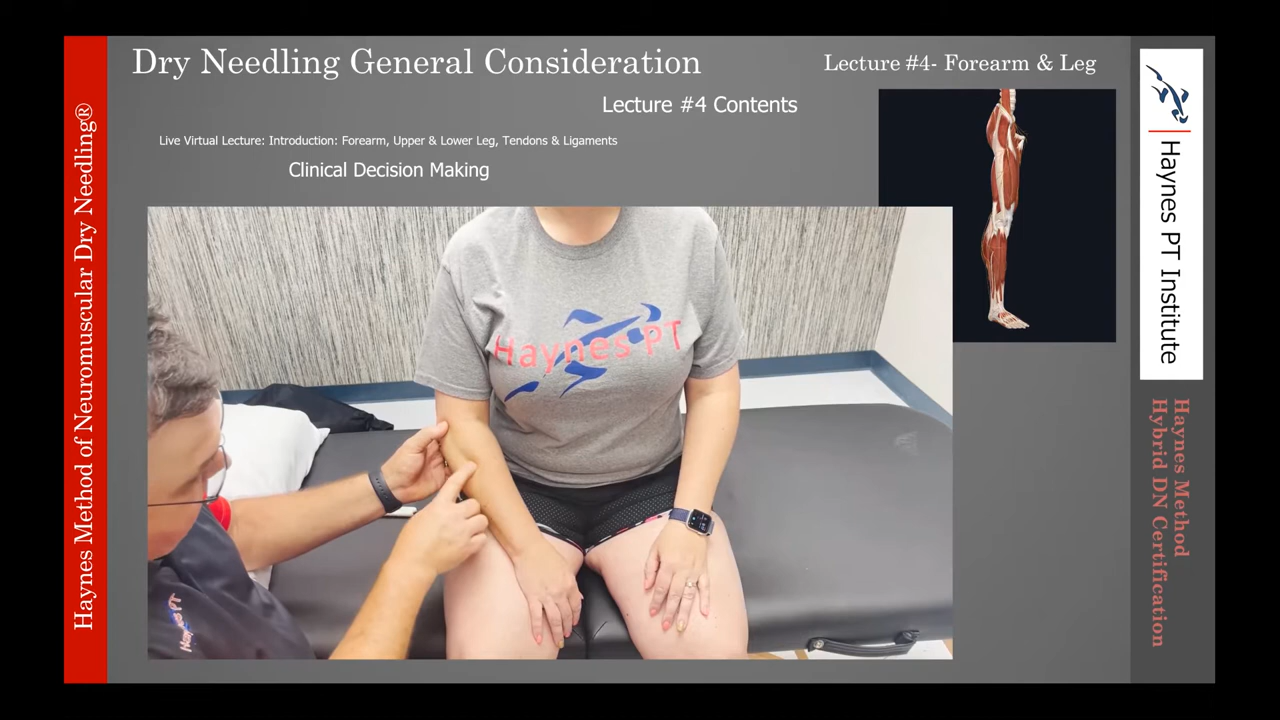 Haynes Method of Neuromuscular Dry Needling®
Dry Needling General Consideration
Lecture #4- Forearm & Leg
Lecture #4 Contents
Live Virtual Lecture: Introduction: Forearm, Upper & Lower Leg, Tendons & Ligaments
Clinical Decision Making
Haynes PT
Haynes PT Institute
Haynes Method
Hybrid DN Certification